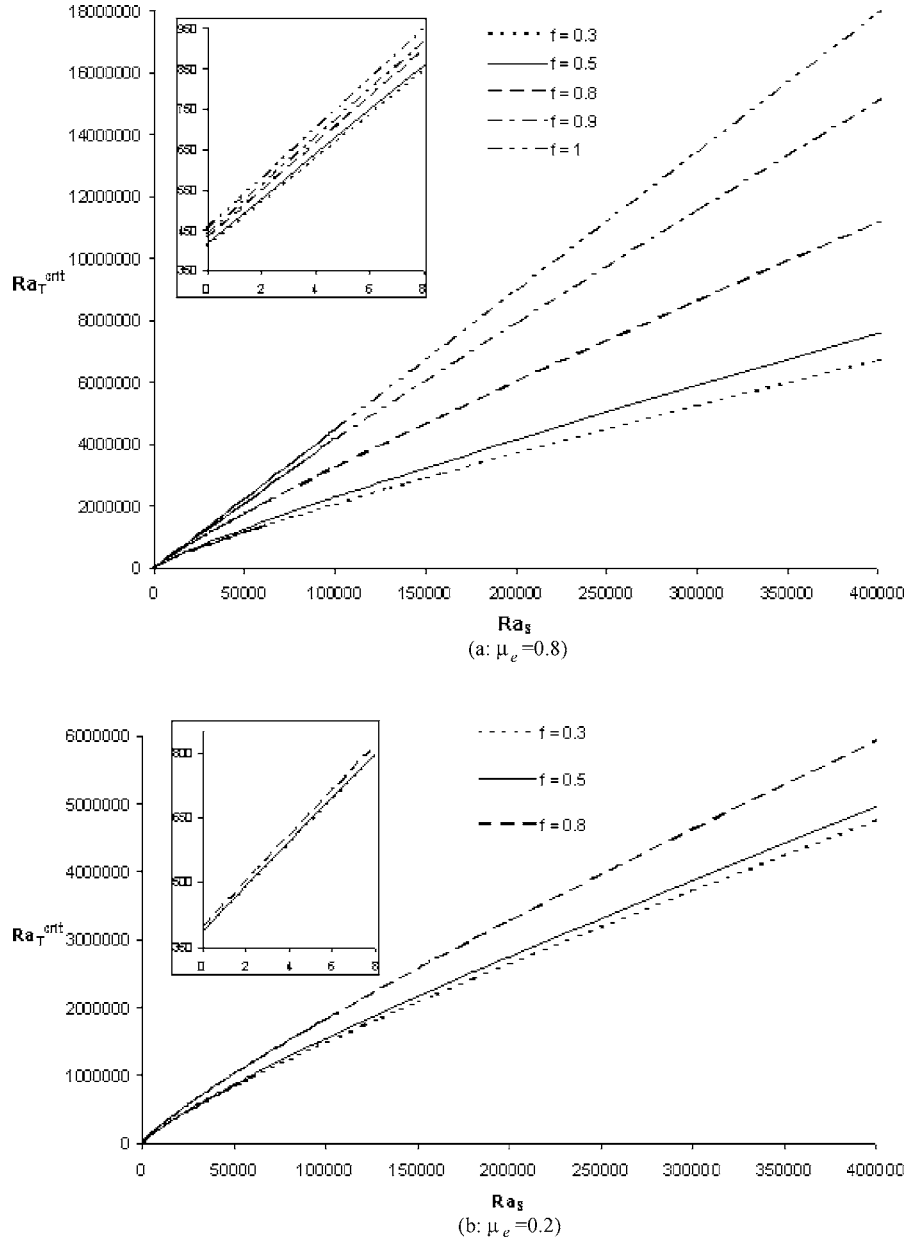 18000000
16000000
14000000
12000000
10000000
8000000
6000000
4000000
2000000
0
Ra_T^crit
950
850
750
650
550
450
350
0 2 4 6 8
f = 0.3
f = 0.5
f = 0.8
f = 0.9
f = 1
0 50000 100000 150000 200000 250000 300000 350000 400000
Ra_S
(a: μ_e =0.8)
6000000
5000000
4000000
3000000
2000000
1000000
0
Ra_T^crit
800
650
500
350
0 2 4 6 8
f = 0.3
f = 0.5
f = 0.8
0 50000 100000 150000 200000 250000 300000 350000 400000
Ra_S
(b: μ_e =0.2)